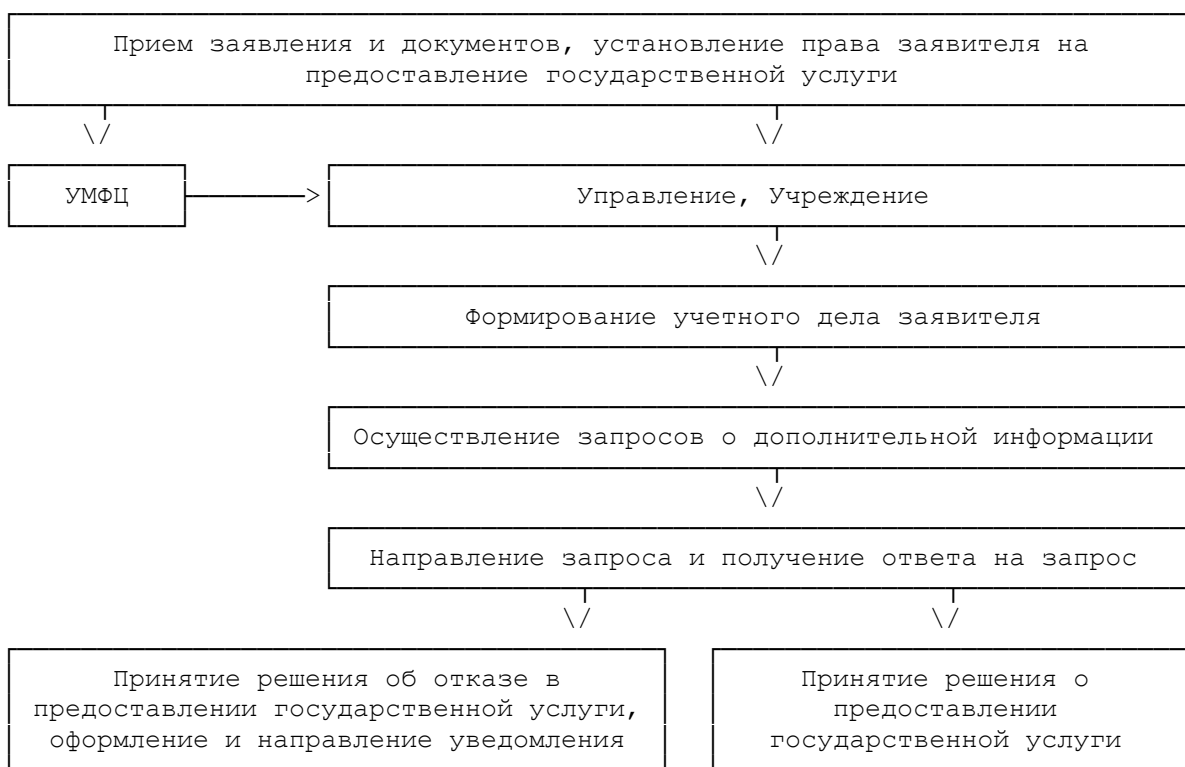 Прием заявления и документов, установление права заявителя на
предоставление государственной услуги
УМФЦ
Управление, Учреждение
Формирование учетного дела заявителя
Осуществление запросов о дополнительной информации
Направление запроса и получение ответа на запрос
Принятие решения об отказе в
предоставлении государственной услуги,
оформление и направление уведомления
Принятие решения о
предоставлении
государственной услуги